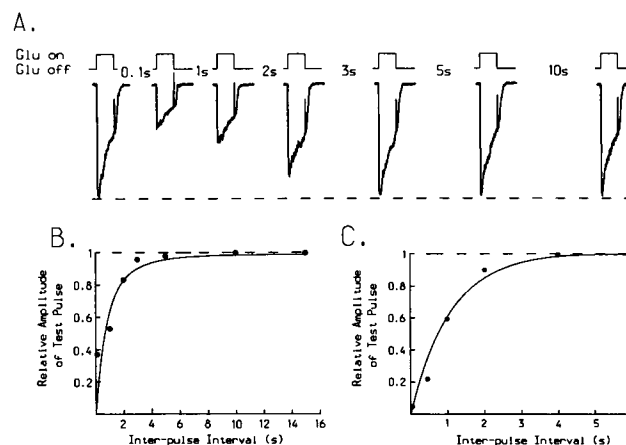 A.
Glu on
Glu off
0.1s 1s 2s 3s 5s 10s
B.
Relative Amplitude
of Test Pulse
1
0.8
0.6
0.4
0.2
2 4 6 8 10 12 14 16
Inter-pulse Interval (s)
C.
Relative Amplitude
of Test Pulse
1
0.8
0.6
0.4
0.2
1 2 3 4 5
Inter-pulse Interval (s)